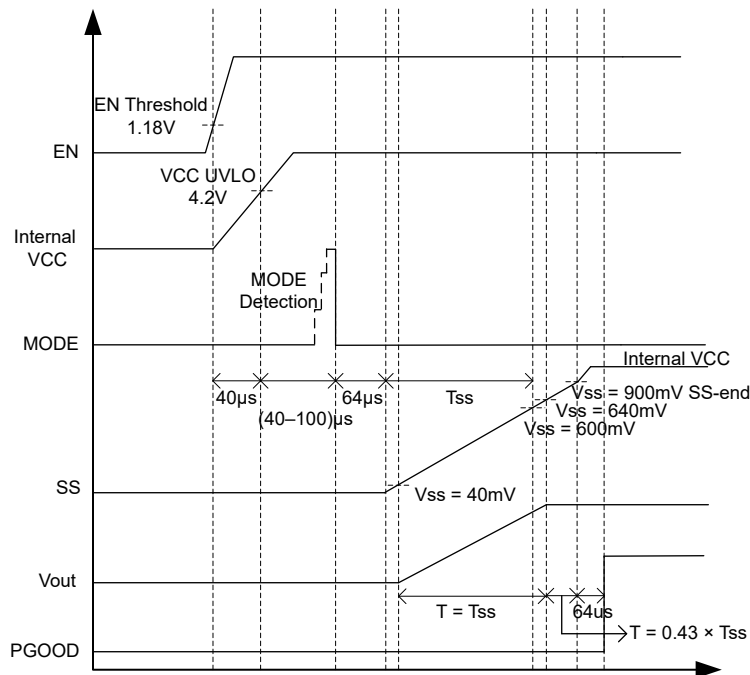 EN Threshold
1.18V
EN
VCC UVLO
4.2V
Internal
VCC
MODE
Detection
MODE
Internal VCC
40µs
(40–100)µs
64µs
Tss
Vss = 900mV SS-end
Vss = 640mV
Vss = 600mV
SS
Vss = 40mV
Vout
T = Tss
64us
T = 0.43 × Tss
PGOOD